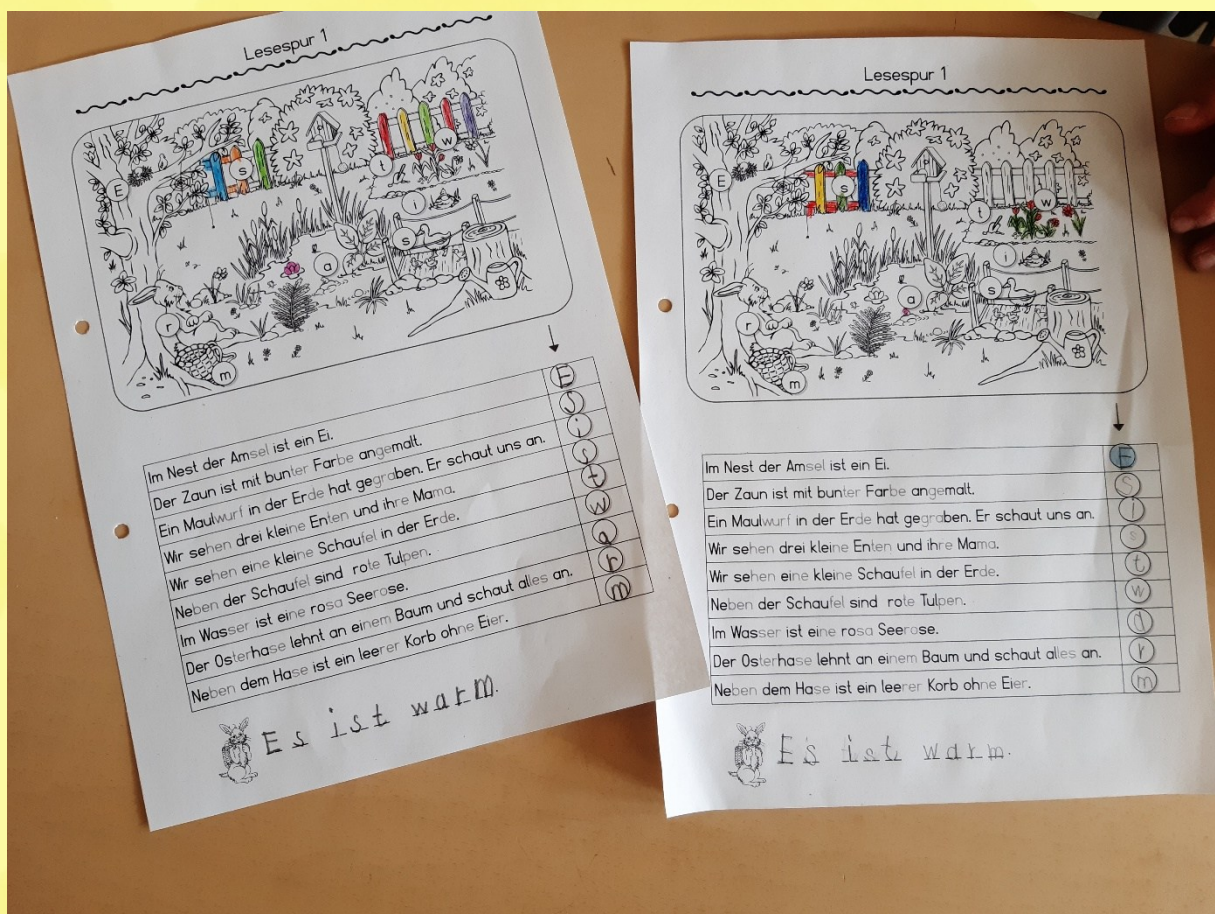 Lesespur 1
E
s
t
w
i
s
a
r
m
Im Nest der Amsel ist ein Ei. E
Der Zaun ist mit bunter Farbe angemalt. S
Ein Maulwurf in der Erde hat gegraben. Er schaut uns an. i
Wir sehen drei kleine Enten und ihre Mama. s
Wir sehen eine kleine Schaufel in der Erde. t
Neben der Schaufel sind rote Tulpen. w
Im Wasser ist eine rosa Seerose. a
Der Osterhase lehnt an einem Baum und schaut alles an. r
Neben dem Hase ist ein leerer Korb ohne Eier. m
Es ist warm.
Lesespur 1
E
s
t
w
i
s
a
r
m
Im Nest der Amsel ist ein Ei. E
Der Zaun ist mit bunter Farbe angemalt. S
Ein Maulwurf in der Erde hat gegraben. Er schaut uns an. i
Wir sehen drei kleine Enten und ihre Mama. s
Wir sehen eine kleine Schaufel in der Erde. t
Neben der Schaufel sind rote Tulpen. w
Im Wasser ist eine rosa Seerose. a
Der Osterhase lehnt an einem Baum und schaut alles an. r
Neben dem Hase ist ein leerer Korb ohne Eier. m
Es ist warm.